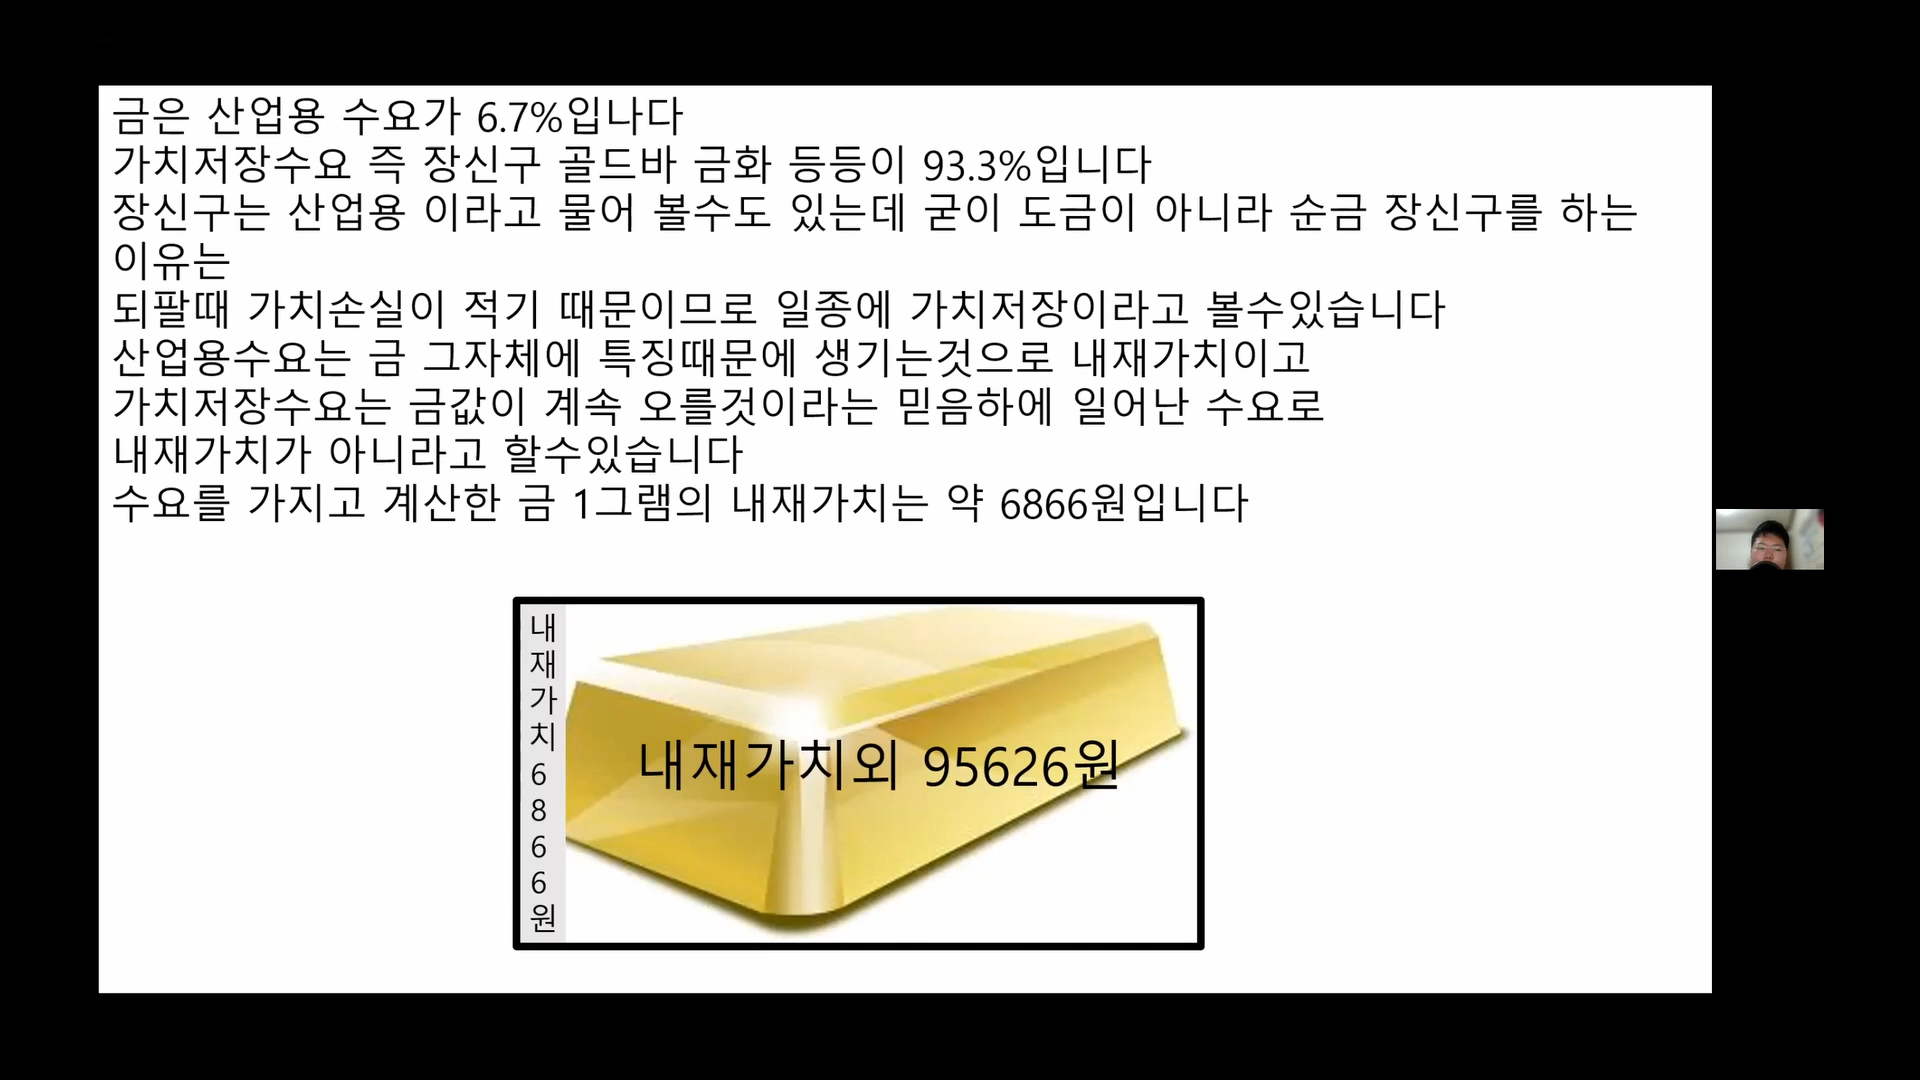 금은 산업용 수요가 6.7%입나다
가치저장수요 즉 장신구 골드바 금화 등등이 93.3%입니다
장신구는 산업용 이라고 물어 볼수도 있는데 굳이 도금이 아니라 순금 장신구를 하는
이유는
되팔때 가치손실이 적기 때문이므로 일종에 가치저장이라고 볼수있습니다
산업용수요는 금 그자체에 특징때문에 생기는것으로 내재가치이고
가치저장수요는 금값이 계속 오를것이라는 믿음하에 일어난 수요로
내재가치가 아니라고 할수있습니다
수요를 가지고 계산한 금 1그램의 내재가치는 약 6866원입니다
내재가치6866원
내재가치외 95626원